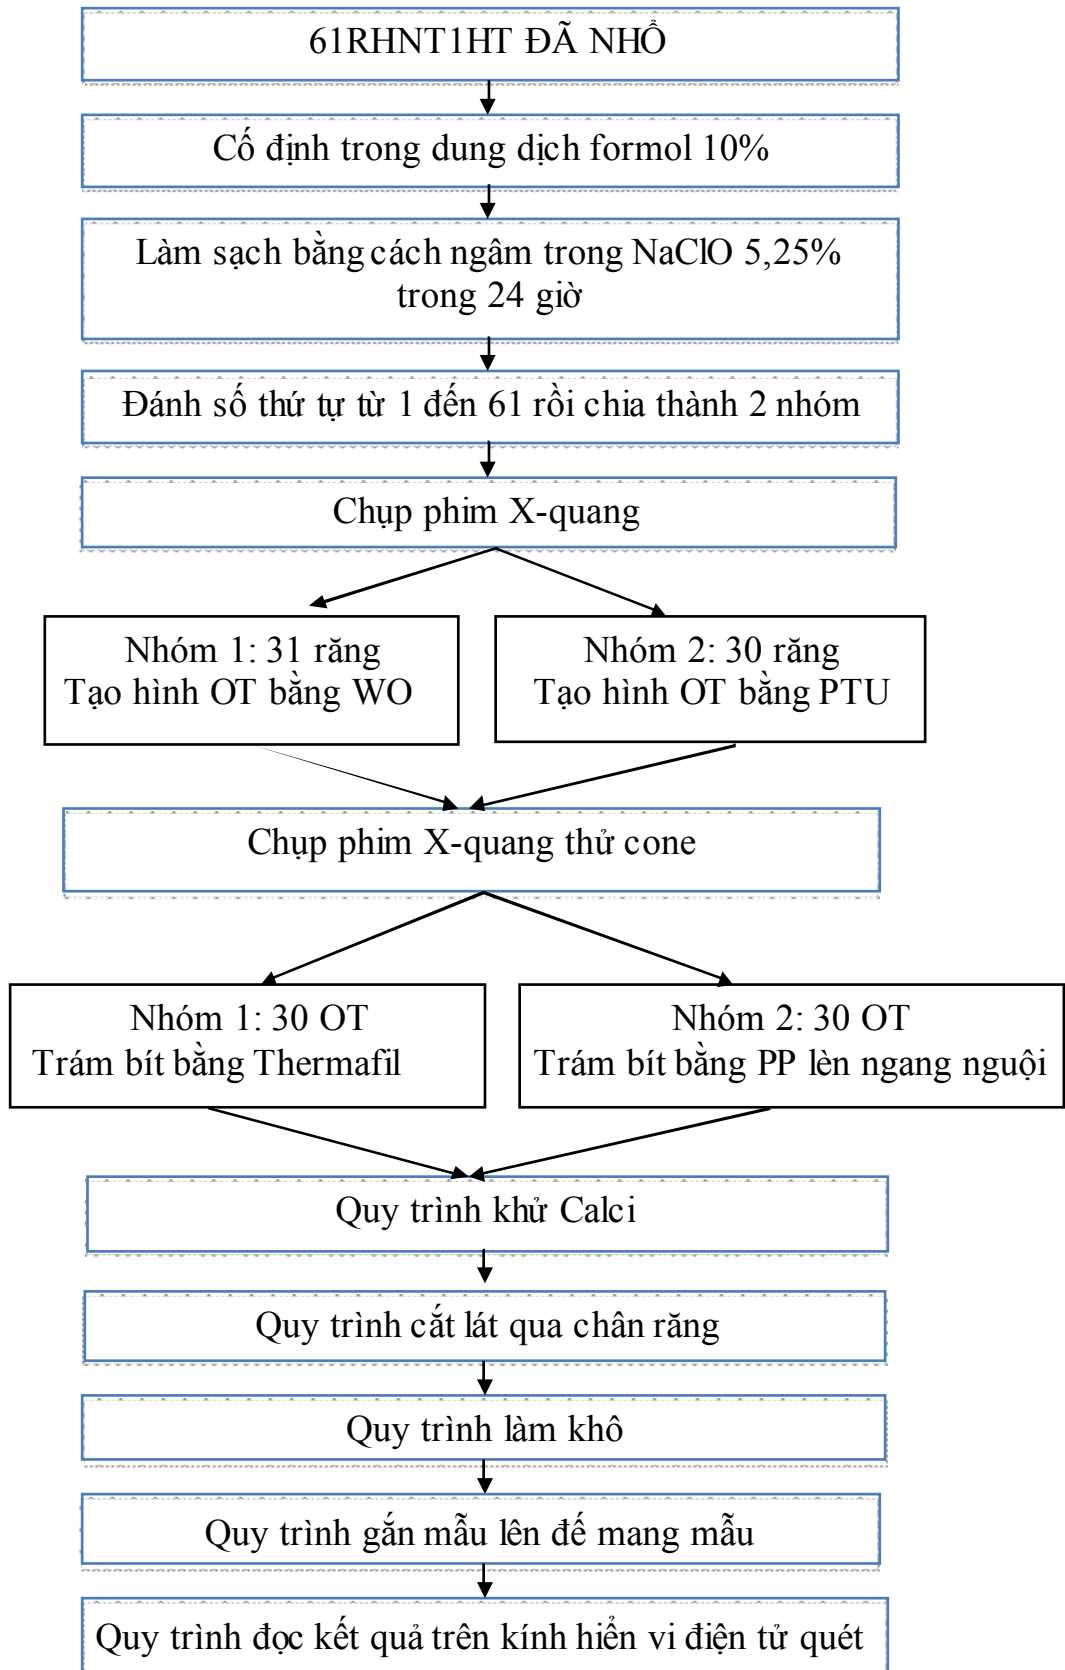 61RHNT1HT ĐÃ NHỔ
Cố định trong dung dịch formol 10%
Làm sạch bằng cách ngâm trong NaClO 5,25%
trong 24 giờ
Đánh số thứ tự từ 1 đến 61 rồi chia thành 2 nhóm
Chụp phim X-quang
Nhóm 1: 31 răng
Tạo hình OT bằng WO
Nhóm 2: 30 răng
Tạo hình OT bằng PTU
Chụp phim X-quang thử cone
Nhóm 1: 30 OT
Trám bít bằng Thermafil
Nhóm 2: 30 OT
Trám bít bằng PP lèn ngang nguội
Quy trình khử Calci
Quy trình cắt lát qua chân răng
Quy trình làm khô
Quy trình gắn mẫu lên đế mang mẫu
Quy trình đọc kết quả trên kính hiển vi điện tử quét